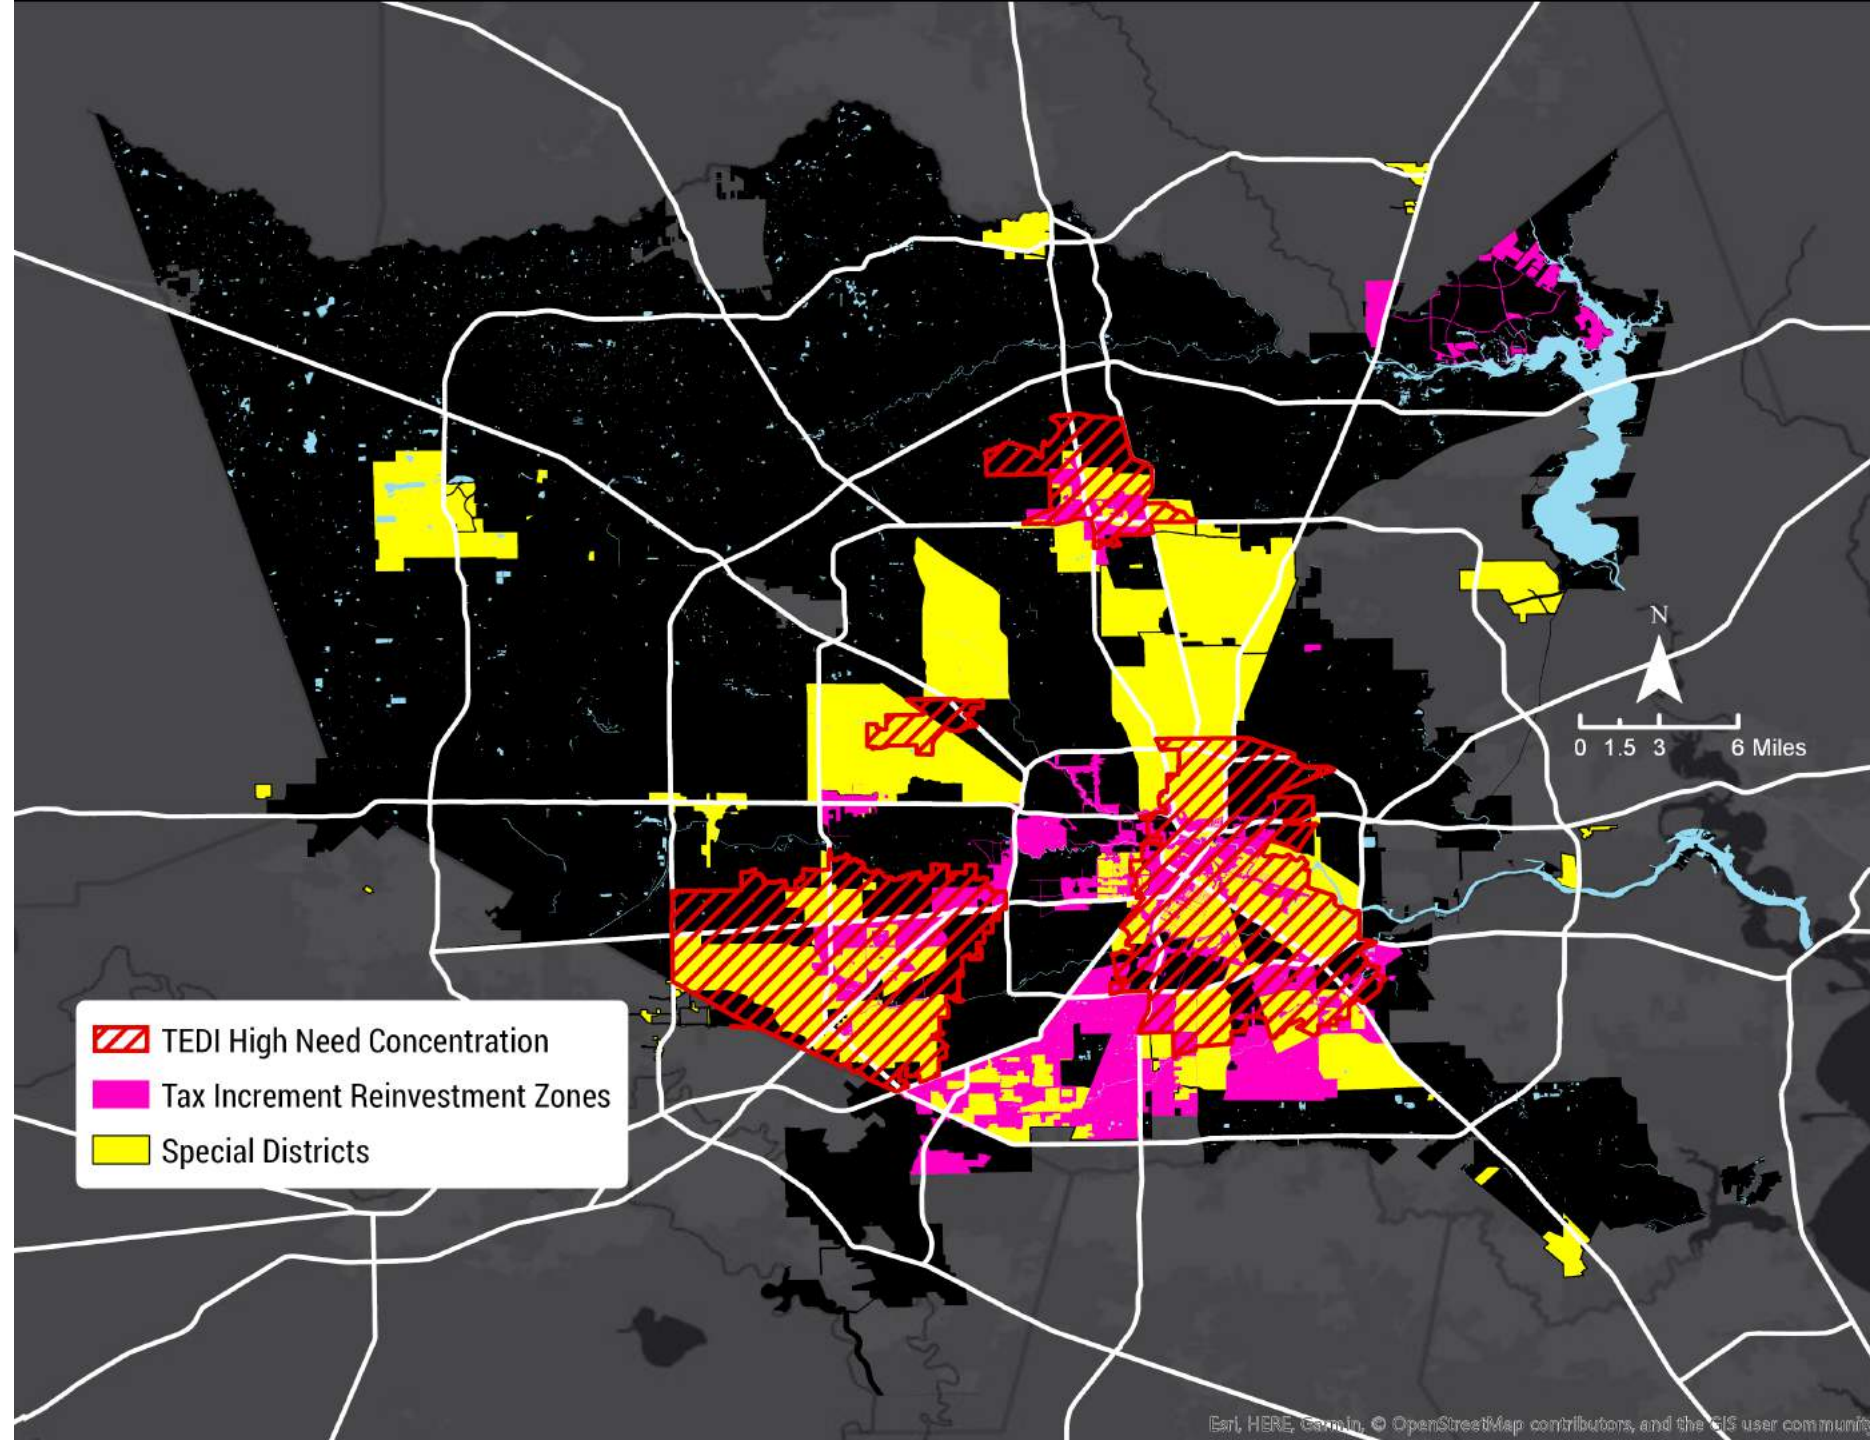 N
0 1.5 3 6 Miles
TEDI High Need Concentration
Tax Increment Reinvestment Zones
Special Districts
Esri, HERE, Garmin, © OpenStreetMap contributors, and the GIS user communit